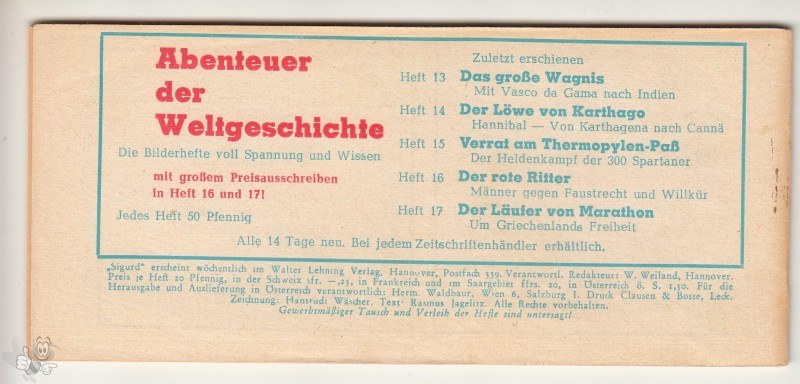 Abenteuer
der
Weltgeschichte
Die Bilderhefte voll Spannung und Wissen
mit großem Preisausschreiben
in Heft 16 und 17!
Jedes Heft 50 Pfennig
Zuletzt erschienen
Heft 13 Das große Wagnis
Mit Vasco da Gama nach Indien
Heft 14 Der Löwe von Karthago
Hannibal — Von Karthagena nach Cannä
Heft 15 Verrat am Thermopylen-Paß
Der Heldenkampf der 300 Spartaner
Heft 16 Der rote Ritter
Männer gegen Faustrecht und Willkür
Heft 17 Der Läufer von Marathon
Um Griechenlands Freiheit
Alle 14 Tage neu. Bei jedem Zeitschriftenhändler erhältlich.
„Sigurd“ erscheint wöchentlich im Walter Lehning Verlag, Hannover, Postfach 339. Verantwortl. Redakteur: W. Weiland, Hannover.
Preis je Heft 20 Pfennig, in der Schweiz sfr. —,25, in Frankreich und im Saargebiet ffrs. 20, in Österreich ö. S. 1,50. Für die
Herausgabe und Auslieferung in Österreich verantwortlich: Herm. Waldbaur, Wien 6, Salzburg I. Druck Clausen & Bosse, Leck.
Zeichnung: Hansrudi Wäscher. Text: Rasmus Jagelitz. Alle Rechte vorbehalten.
Gewerbsmäßiger Tausch und Verleih der Hefte sind untersagt!